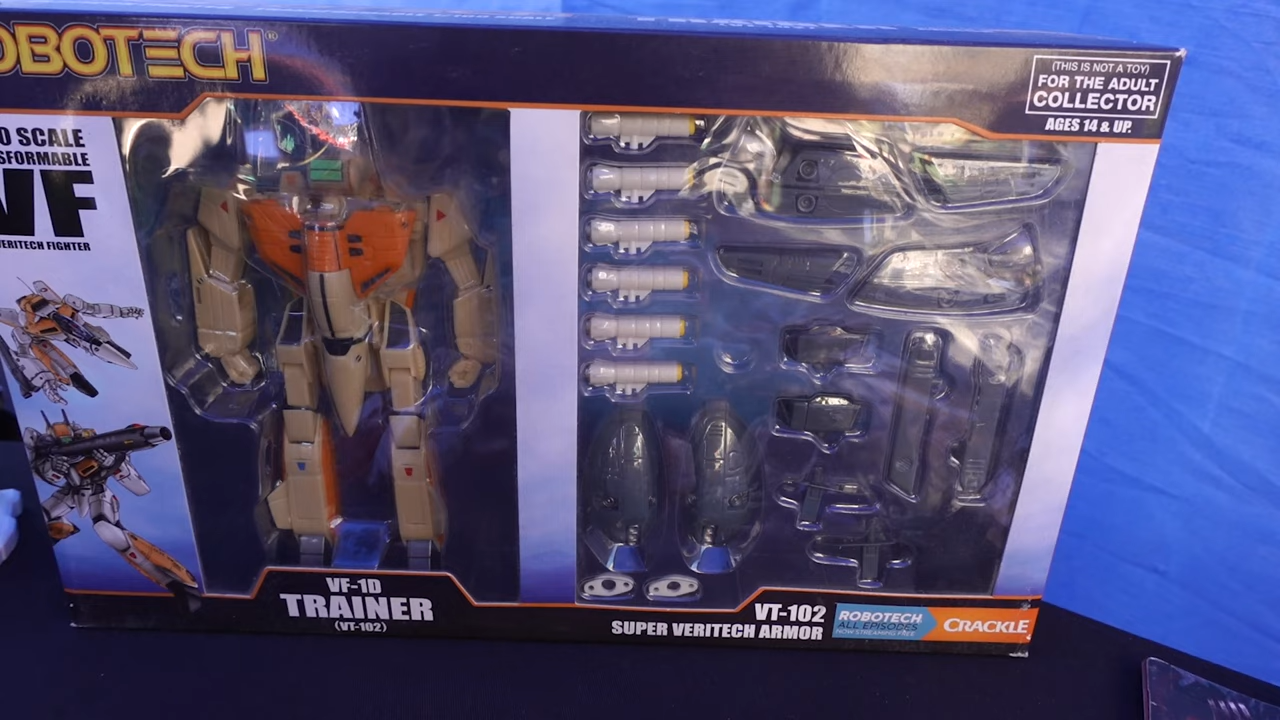 OBOTECH®
(THIS IS NOT A TOY)
FOR THE ADULT
COLLECTOR
AGES 14 & UP.
0 SCALE
SFORMABLE
VF
VERITECH FIGHTER
VF-1D
TRAINER
(VT-102)
VT-102
SUPER VERITECH ARMOR
ROBOTECH
ALL EPISODES
NOW STREAMING FREE
CRACKLE